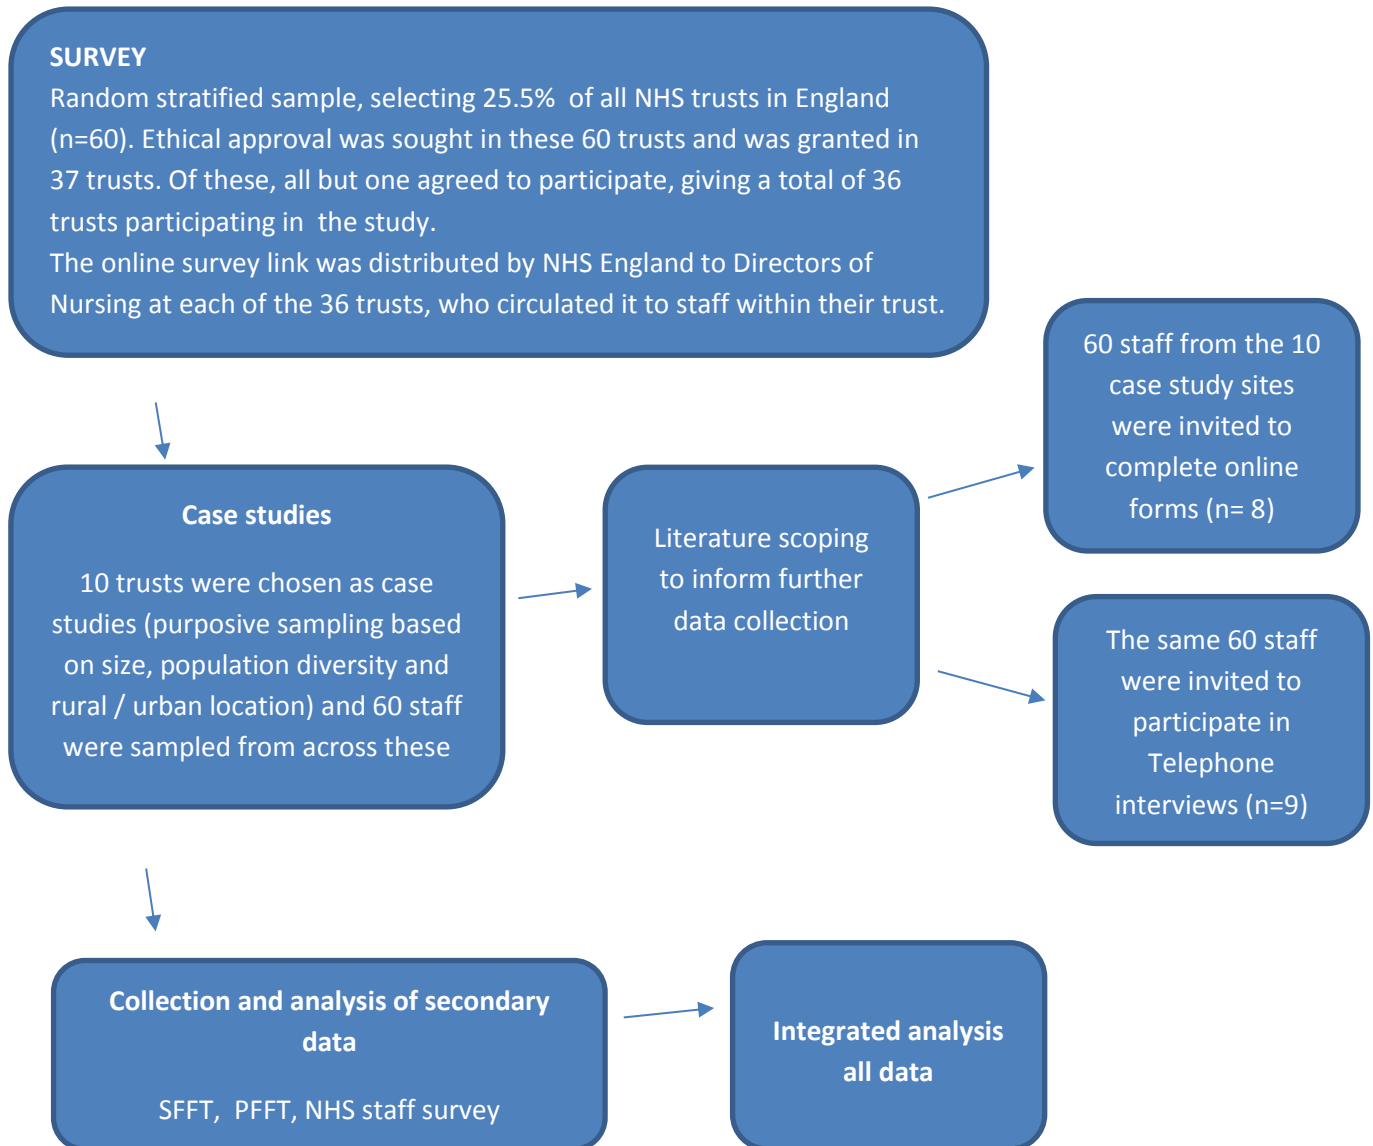 SURVEY
Random stratified sample, selecting 25.5% of all NHS trusts in England
(n=60). Ethical approval was sought in these 60 trusts and was granted in
37 trusts. Of these, all but one agreed to participate, giving a total of 36
trusts participating in the study.
The online survey link was distributed by NHS England to Directors of
Nursing at each of the 36 trusts, who circulated it to staff within their trust.
Case studies
10 trusts were chosen as case
studies (purposive sampling based
on size, population diversity and
rural / urban location) and 60 staff
were sampled from across these
Literature scoping
to inform further
data collection
60 staff from the 10
case study sites
were invited to
complete online
forms (n= 8)
The same 60 staff
were invited to
participate in
Telephone
interviews (n=9)
Collection and analysis of secondary
data
SFFT, PFFT, NHS staff survey
Integrated analysis
all data